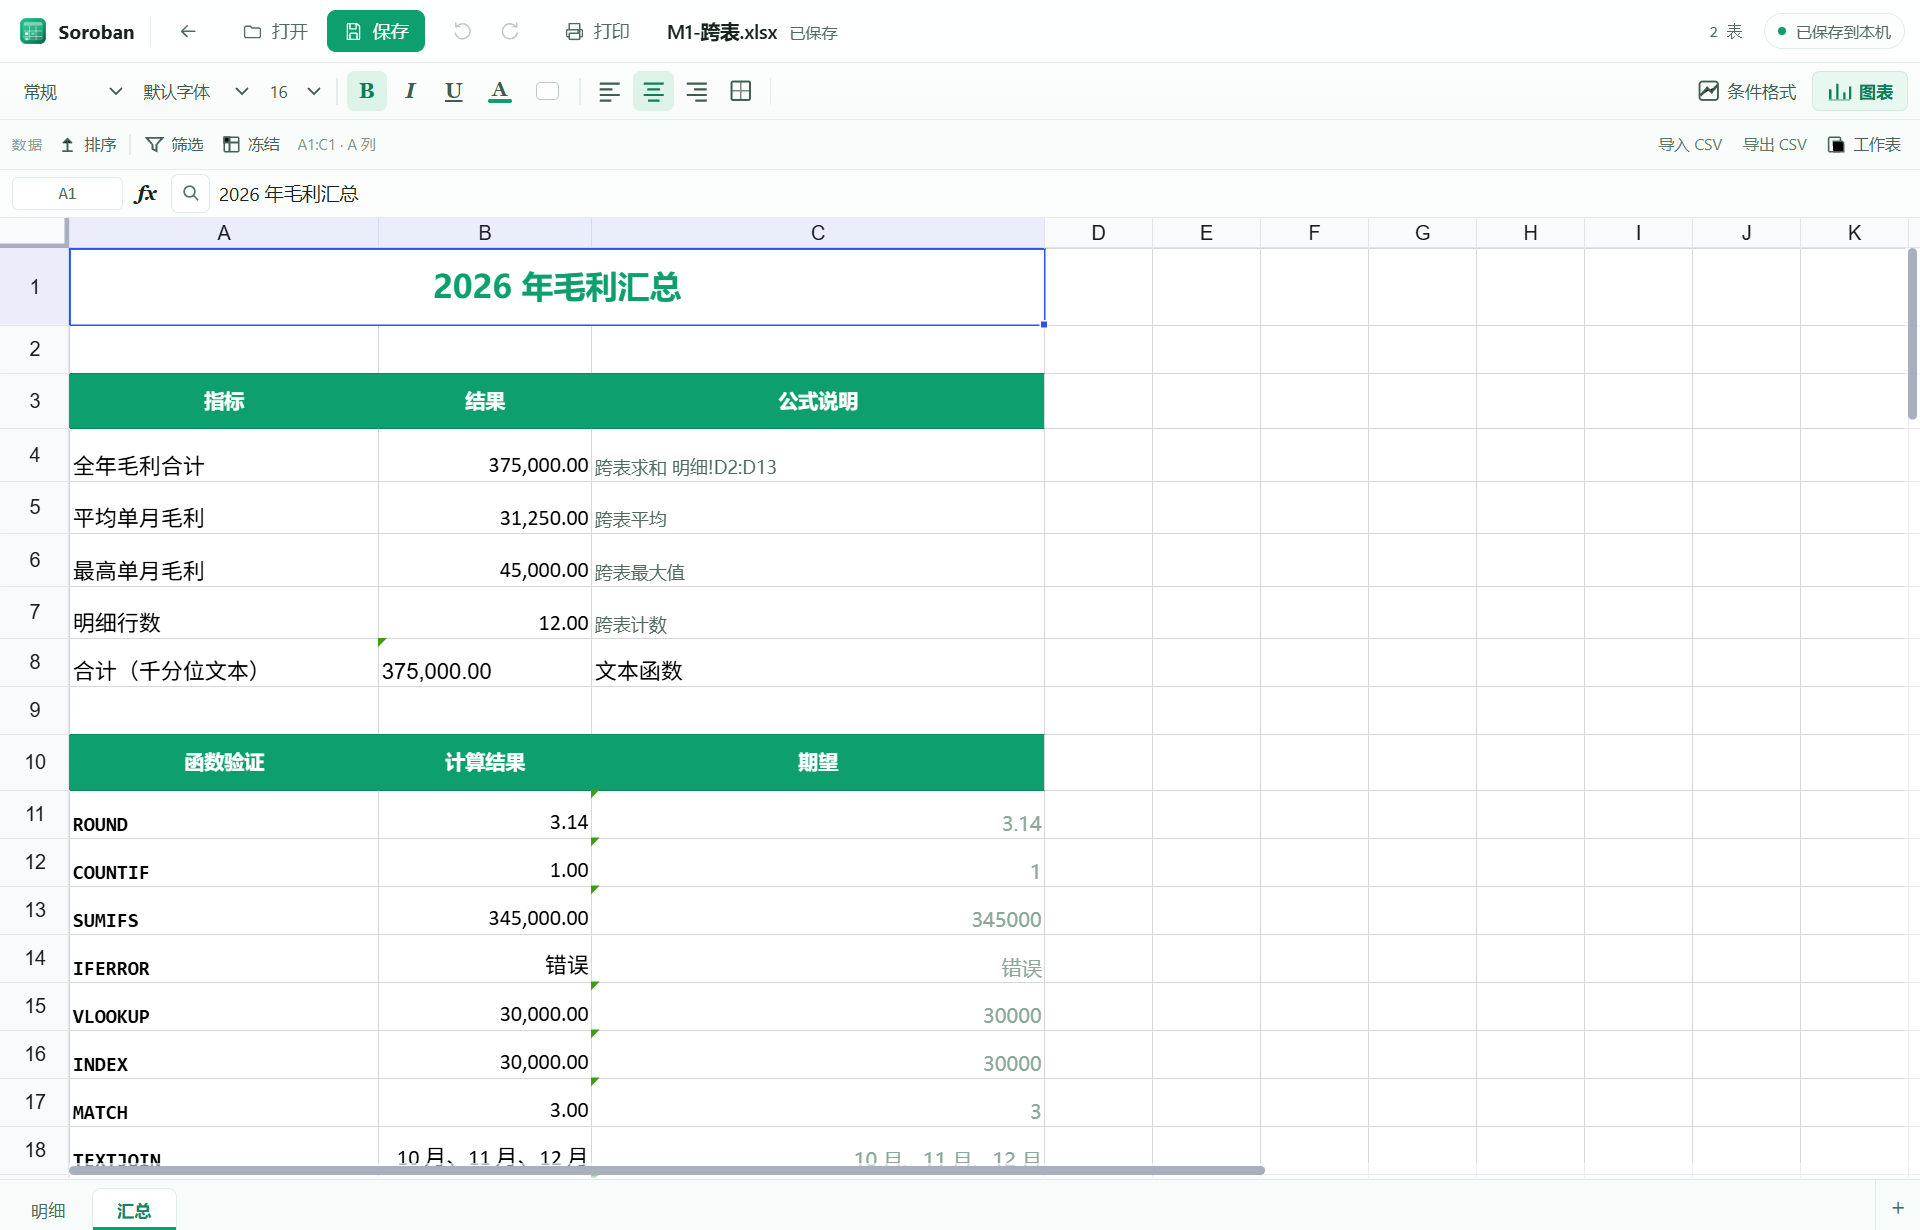 Soroban 打开 保存 打印 M1-跨表.xlsx 已保存 2 表 已保存到本机
常规 默认字体 16 B I U A 条件格式 图表
数据 排序 筛选 冻结 A1:C1 · A 列 导入 CSV 导出 CSV 工作表
A1 fx 2026 年毛利汇总
A B C D E F G H I J K
1 2026 年毛利汇总
2
3 指标 结果 公式说明
4 全年毛利合计 375,000.00 跨表求和 明细!D2:D13
5 平均单月毛利 31,250.00 跨表平均
6 最高单月毛利 45,000.00 跨表最大值
7 明细行数 12.00 跨表计数
8 合计（千分位文本） 375,000.00 文本函数
9
10 函数验证 计算结果 期望
11 ROUND 3.14 3.14
12 COUNTIF 1.00 1
13 SUMIFS 345,000.00 345000
14 IFERROR 错误 错误
15 VLOOKUP 30,000.00 30000
16 INDEX 30,000.00 30000
17 MATCH 3.00 3
18 TEXTJOIN 10 月、11 月、12 月 10 月、11 月、12 月
明细 汇总 +